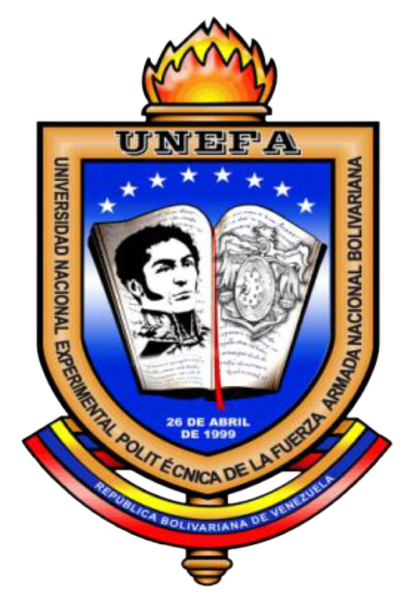 UNEFA
UNIVERSIDAD NACIONAL EXPERIMENTAL POLITÉCNICA DE LA FUERZA ARMADA NACIONAL BOLIVARIANA
26 DE ABRIL
DE 1999
REPÚBLICA BOLIVARIANA DE VENEZUELA